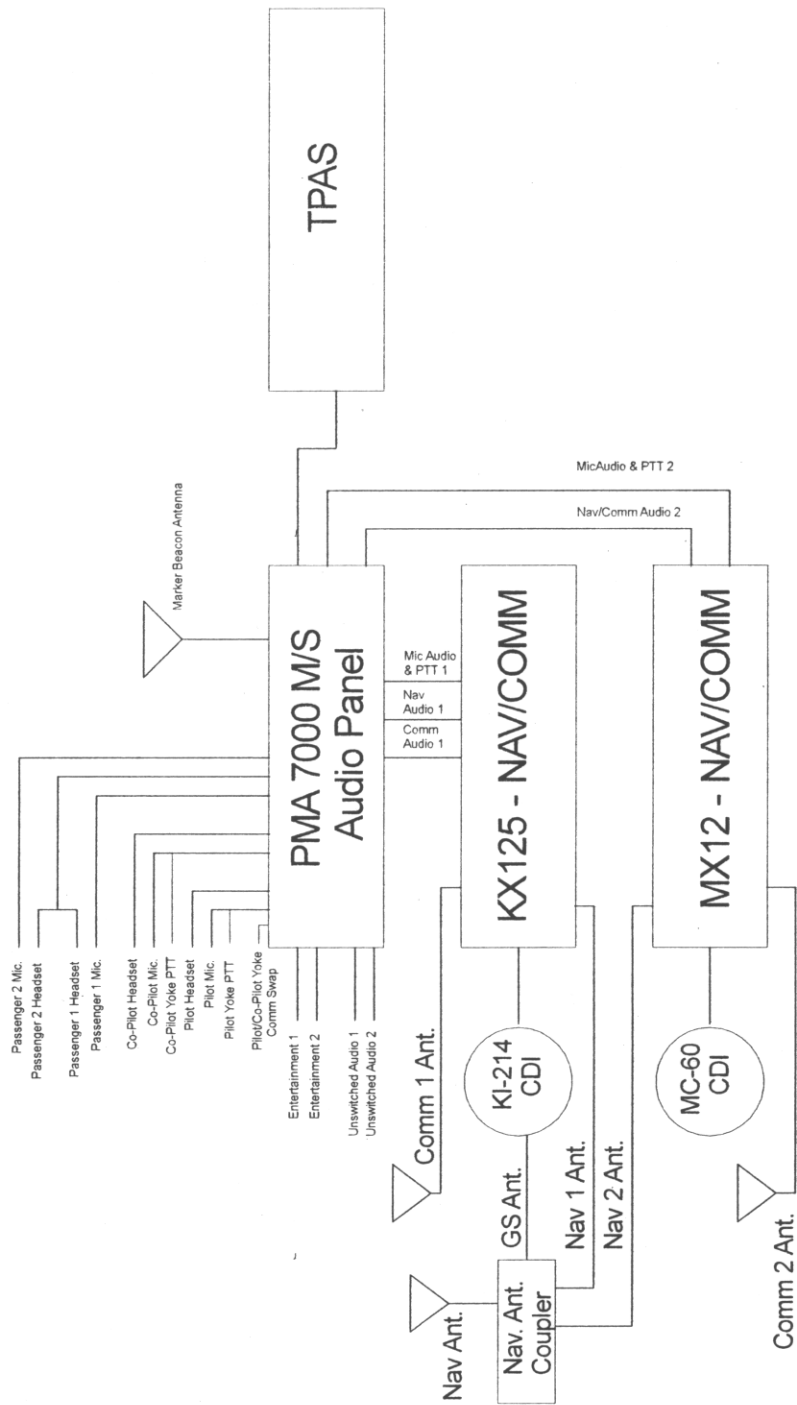 Passenger 2 Mic.
Passenger 2 Headset
Passenger 1 Headset
Passenger 1 Mic.
Co-Pilot Headset
Co-Pilot Mic.
Co-Pilot Yoke PTT
Pilot Headset
Pilot Mic.
Pilot Yoke PTT
Pilot/Co-Pilot Yoke
Comm Swap
Entertainment 1
Entertainment 2
Unswitched Audio 1
Unswitched Audio 2
Marker Beacon Antenna
PMA 7000 M/S
Audio Panel
TPAS
Mic Audio
& PTT 1
Nav
Audio 1
Comm
Audio 1
MicAudio & PTT 2
Nav/Comm Audio 2
Comm 1 Ant.
KI-214
CDI
KX125 - NAV/COMM
Nav Ant.
Nav. Ant.
Coupler
GS Ant.
Nav 1 Ant.
Nav 2 Ant.
MC-60
CDI
MX12 - NAV/COMM
Comm 2 Ant.